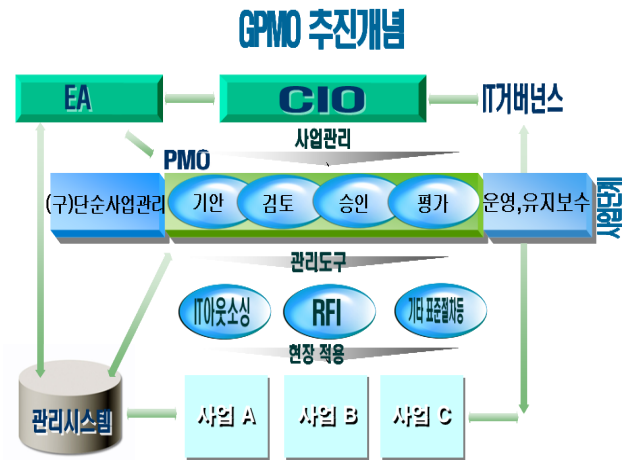 GPMO 추진개념
EA
CIO
IT거버넌스
사업관리
PMO
(구)단순사업관리
기안
검토
승인
평가
운영,유지보수
사업단계
관리도구
IT아웃소싱
RFI
기타 표준절차등
현장 적용
관리시스템
사업 A
사업 B
사업 C